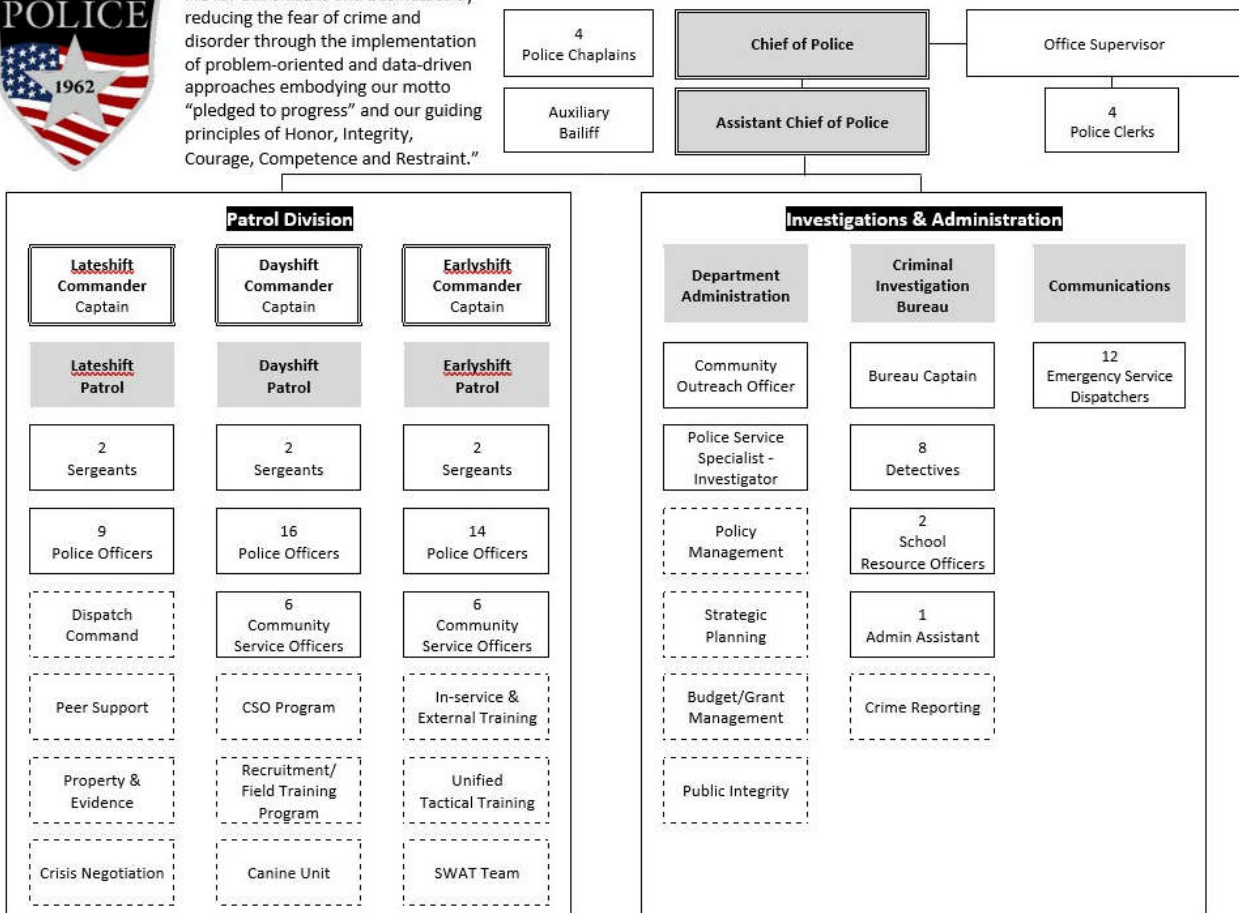 POLICE
1962
reducing the fear of crime and
disorder through the implementation
of problem-oriented and data-driven
approaches embodying our motto
“pledged to progress” and our guiding
principles of Honor, Integrity,
Courage, Competence and Restraint.”
4
Police Chaplains
Chief of Police
Office Supervisor
Auxiliary
Bailiff
Assistant Chief of Police
4
Police Clerks
Patrol Division
Lateshift
Commander
Captain
Dayshift
Commander
Captain
Earlyshift
Commander
Captain
Lateshift
Patrol
Dayshift
Patrol
Earlyshift
Patrol
2
Sergeants
2
Sergeants
2
Sergeants
9
Police Officers
16
Police Officers
14
Police Officers
Dispatch
Command
6
Community
Service Officers
6
Community
Service Officers
Peer Support
CSO Program
In-service &
External Training
Property &
Evidence
Recruitment/
Field Training
Program
Unified
Tactical Training
Crisis Negotiation
Canine Unit
SWAT Team
Investigations & Administration
Department
Administration
Criminal
Investigation
Bureau
Communications
Community
Outreach Officer
Bureau Captain
12
Emergency Service
Dispatchers
Police Service
Specialist -
Investigator
8
Detectives
Policy
Management
2
School
Resource Officers
Strategic
Planning
1
Admin Assistant
Budget/Grant
Management
Crime Reporting
Public Integrity